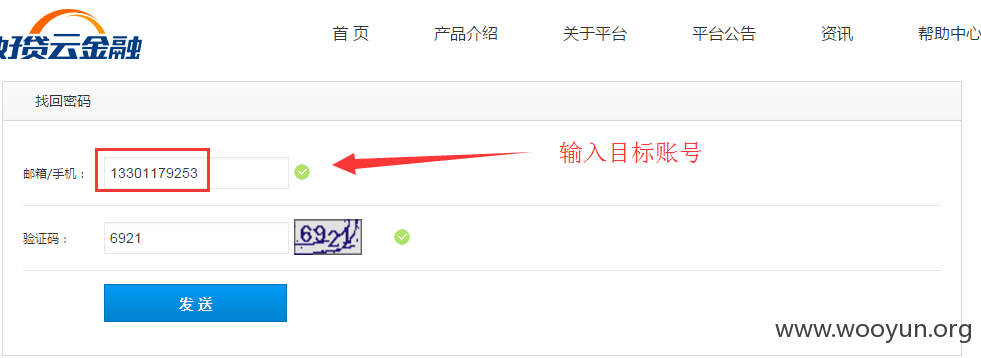 好贷云金融
首 页 产品介绍 关于平台 平台公告 资讯 帮助中心
找回密码
邮箱/手机： 13301179253 输入目标账号
验证码： 6921 6921
发 送
www.wooyun.org